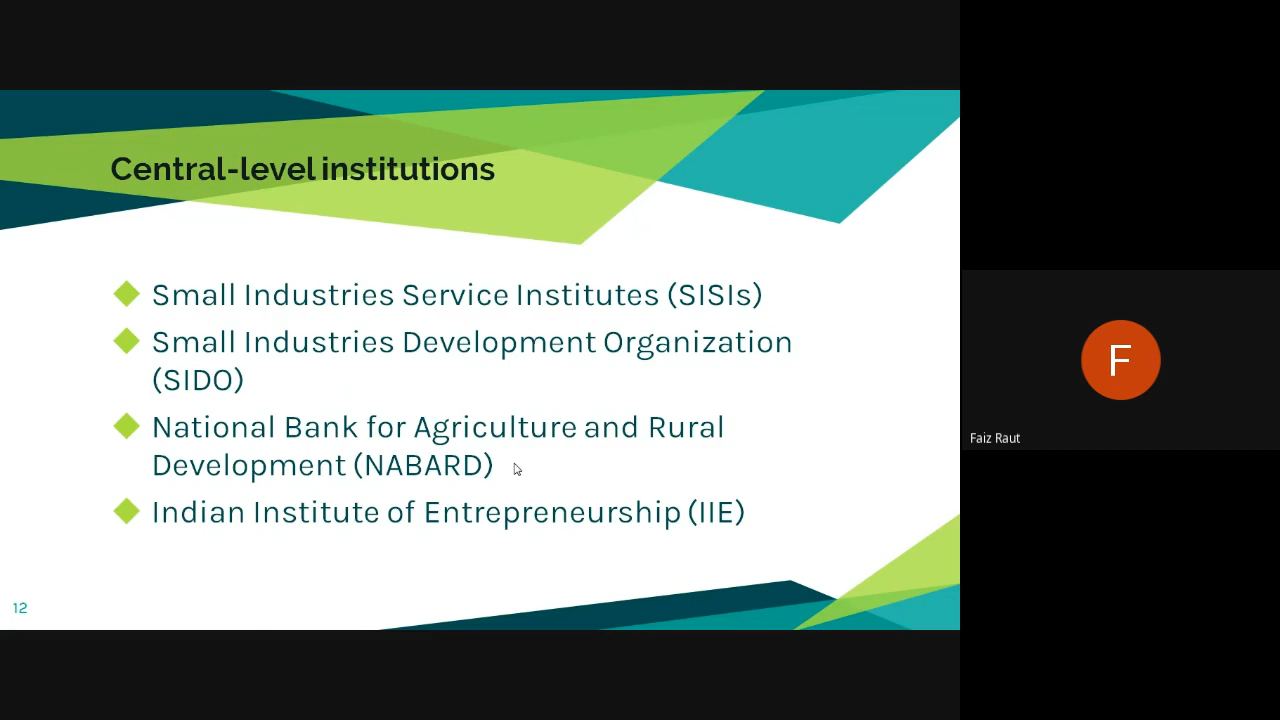 Central-level institutions
Small Industries Service Institutes (SISIs)
Small Industries Development Organization
(SIDO)
National Bank for Agriculture and Rural
Development (NABARD)
Indian Institute of Entrepreneurship (IIE)
12
F
Faiz Raut